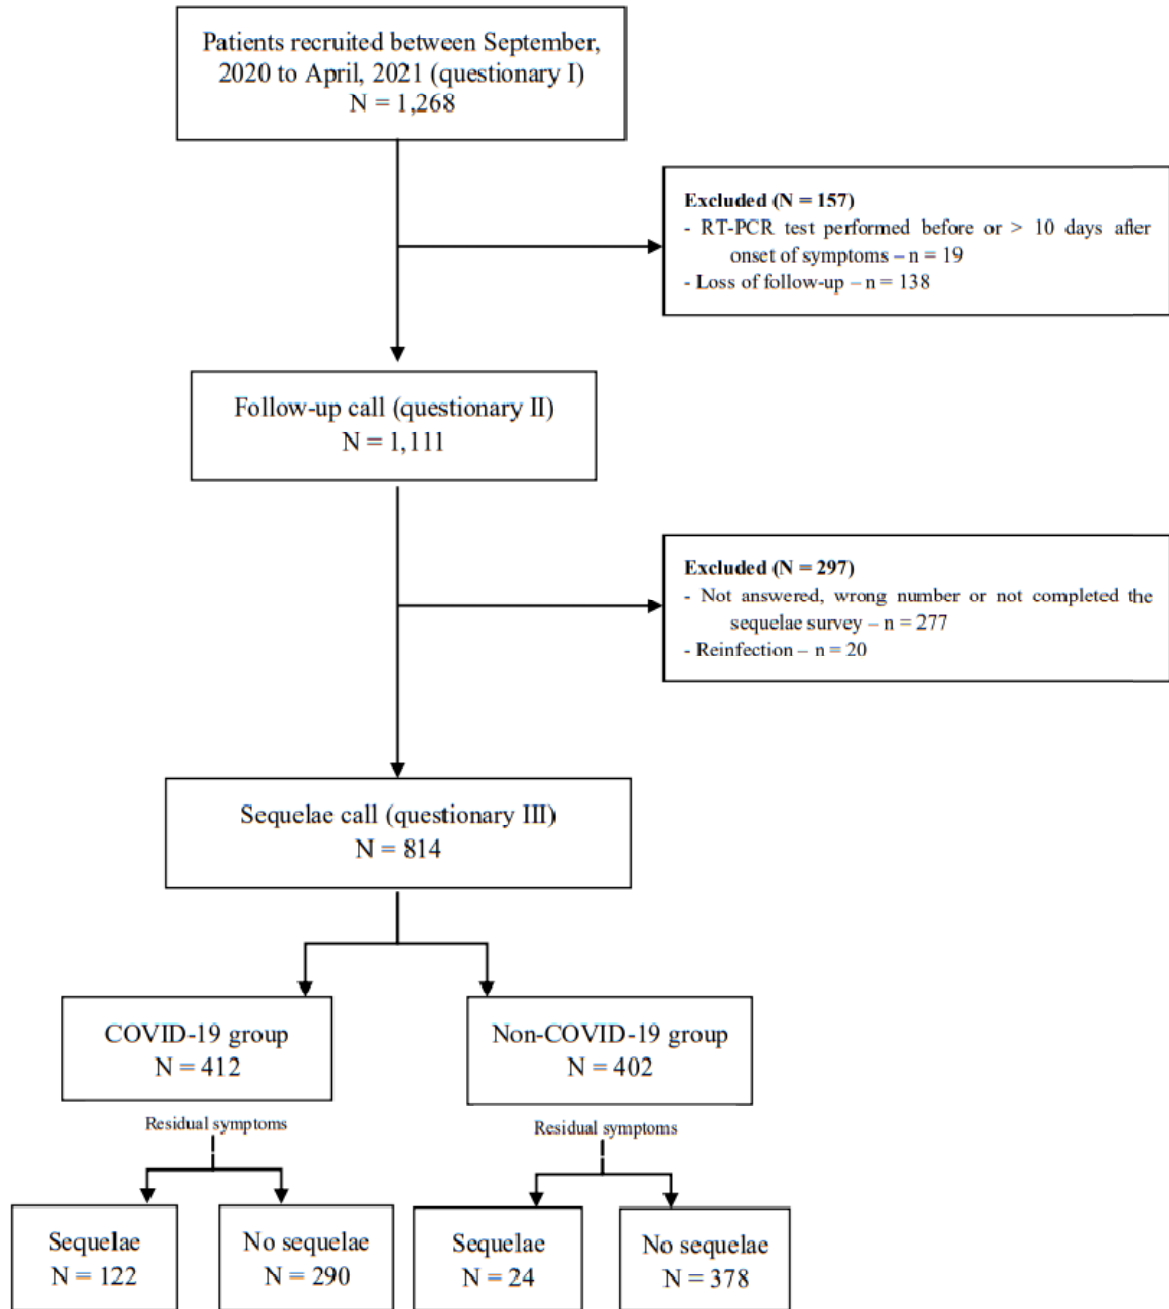 Patients recruited between September,
2020 to April, 2021 (questionary I)
N = 1,268
Excluded (N = 157)
- RT-PCR test performed before or > 10 days after
onset of symptoms – n = 19
- Loss of follow-up – n = 138
Follow-up call (questionary II)
N = 1,111
Excluded (N = 297)
- Not answered, wrong number or not completed the
sequelae survey – n = 277
- Reinfection – n = 20
Sequelae call (questionary III)
N = 814
COVID-19 group
N = 412
Non-COVID-19 group
N = 402
Residual symptoms
Residual symptoms
Sequelae
N = 122
No sequelae
N = 290
Sequelae
N = 24
No sequelae
N = 378